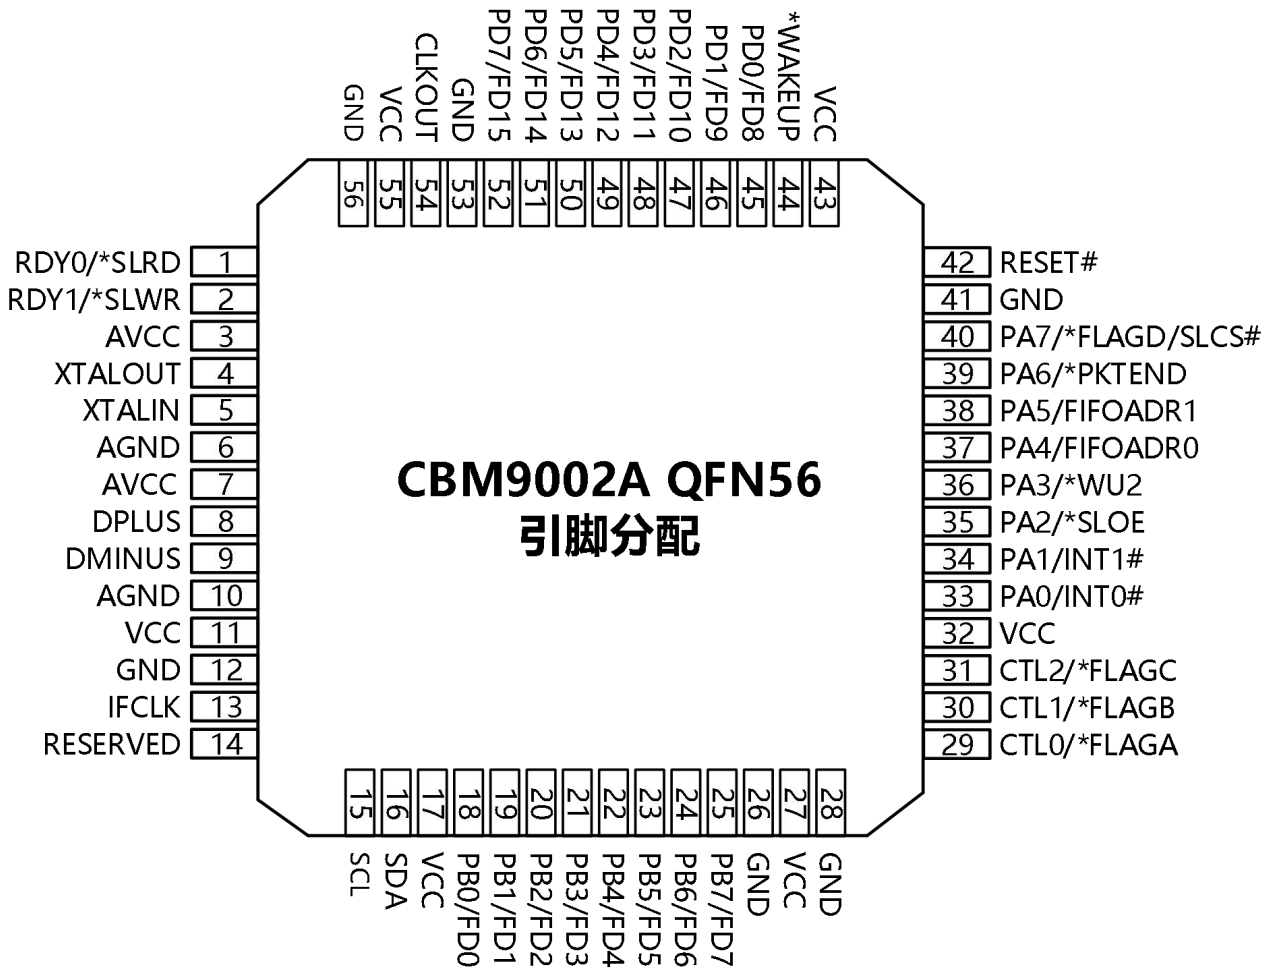 GND
VCC
CLKOUT
GND
PD7/FD15
PD6/FD14
PD5/FD13
PD4/FD12
PD3/FD11
PD2/FD10
PD1/FD9
PD0/FD8
*WAKEUP
VCC
56 55 54 53 52 51 50 49 48 47 46 45 44 43
RDY0/*SLRD 1
RDY1/*SLWR 2
AVCC 3
XTALOUT 4
XTALIN 5
AGND 6
AVCC 7
DPLUS 8
DMINUS 9
AGND 10
VCC 11
GND 12
IFCLK 13
RESERVED 14
CBM9002A QFN56
引脚分配
42 RESET#
41 GND
40 PA7/*FLAGD/SLCS#
39 PA6/*PKTEND
38 PA5/FIFOADR1
37 PA4/FIFOADR0
36 PA3/*WU2
35 PA2/*SLOE
34 PA1/INT1#
33 PA0/INT0#
32 VCC
31 CTL2/*FLAGC
30 CTL1/*FLAGB
29 CTL0/*FLAGA
15 16 17 18 19 20 21 22 23 24 25 26 27 28
SCL
SDA
VCC
PB0/FD0
PB1/FD1
PB2/FD2
PB3/FD3
PB4/FD4
PB5/FD5
PB6/FD6
PB7/FD7
GND
VCC
GND